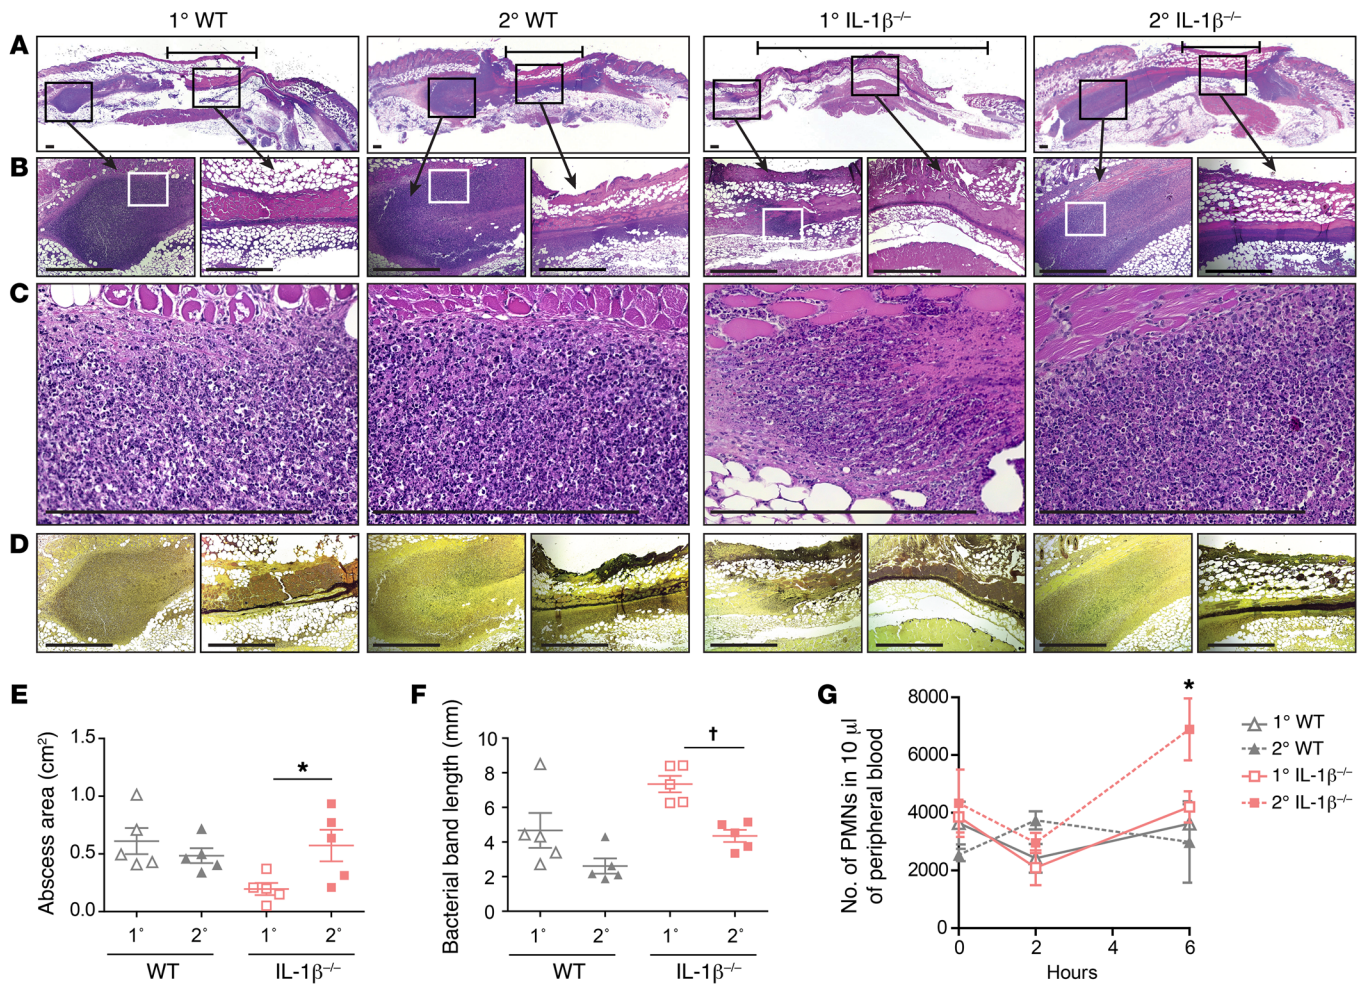 1° WT
2° WT
1° IL-1β–/–
2° IL-1β–/–
A
B
C
D
E
Abscess area (cm2)
1.5
1.0
0.5
0.0
*
1°
2°
1°
2°
WT
IL-1β–/–
F
Bacterial band length (mm)
10
8
6
4
2
0
†
1°
2°
1°
2°
WT
IL-1β–/–
G
No. of PMNs in 10 μl
of peripheral blood
8000
6000
4000
2000
0
*
0
2
4
6
Hours
1° WT
2° WT
1° IL-1β–/–
2° IL-1β–/–